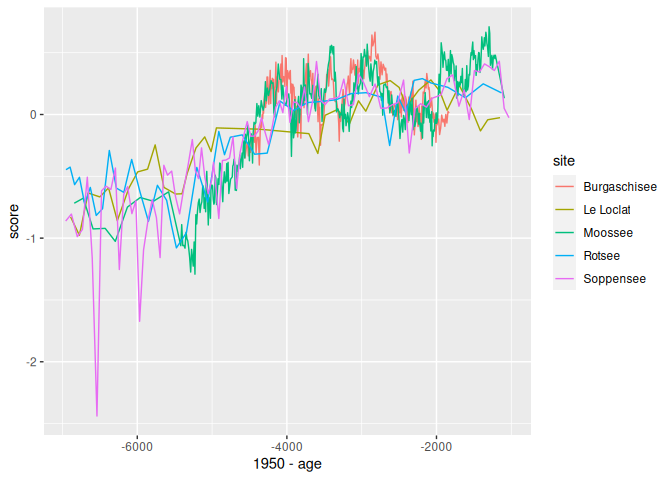 site
Burgaschisee
Le Loclat
Moossee
Rotsee
Soppensee
score
0
-1
-2
-6000
-4000
-2000
1950 - age